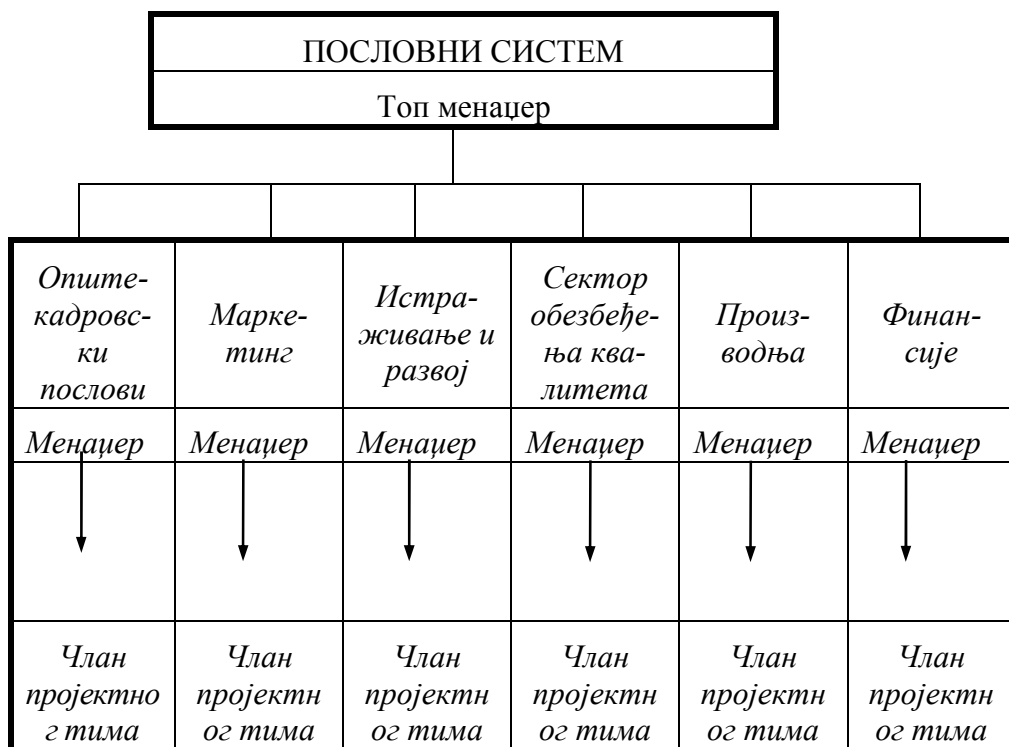 ПОСЛОВНИ СИСТЕМ
Топ менаџер
Опште-
кадровс-
ки
послови
Марке-
тинг
Истра-
живање и
развој
Сектор
обезбеђе-
ња ква-
литета
Произ-
водња
Финан-
сије
Менаџер
Менаџер
Менаџер
Менаџер
Менаџер
Менаџер
Члан
пројектно
г тима
Члан
пројектн
ог тима
Члан
пројектн
ог тима
Члан
пројектн
ог тима
Члан
пројектн
ог тима
Члан
пројектн
ог тима